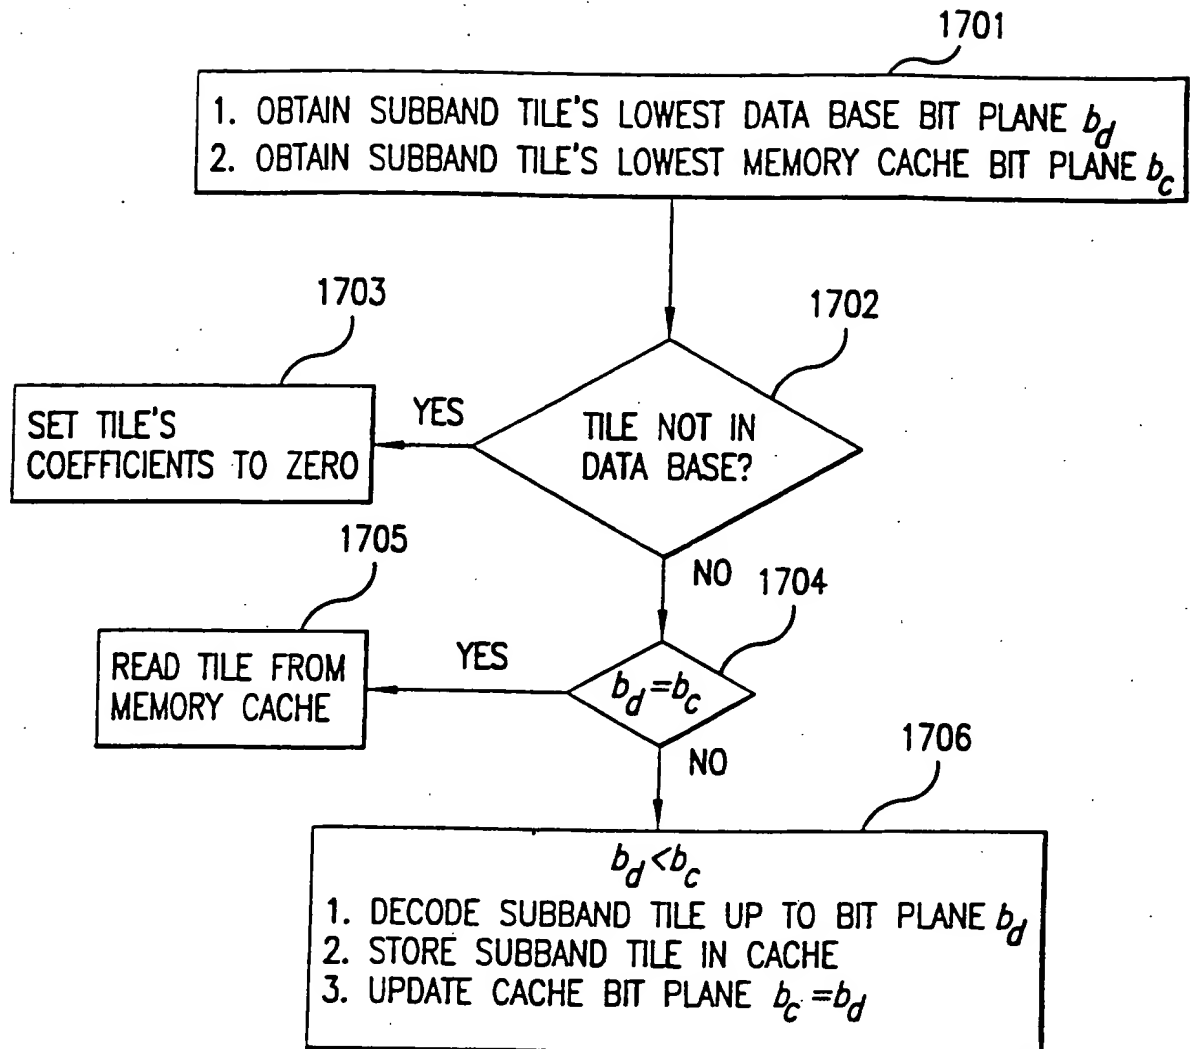 1701
1. OBTAIN SUBBAND TILE'S LOWEST DATA BASE BIT PLANE b_d
2. OBTAIN SUBBAND TILE'S LOWEST MEMORY CACHE BIT PLANE b_c
1703
1702
SET TILE'S
COEFFICIENTS TO ZERO
YES
TILE NOT IN
DATA BASE?
1705
NO
1704
READ TILE FROM
MEMORY CACHE
YES
b_d=b_c
NO
1706
b_d<b_c
1. DECODE SUBBAND TILE UP TO BIT PLANE b_d
2. STORE SUBBAND TILE IN CACHE
3. UPDATE CACHE BIT PLANE b_c=b_d